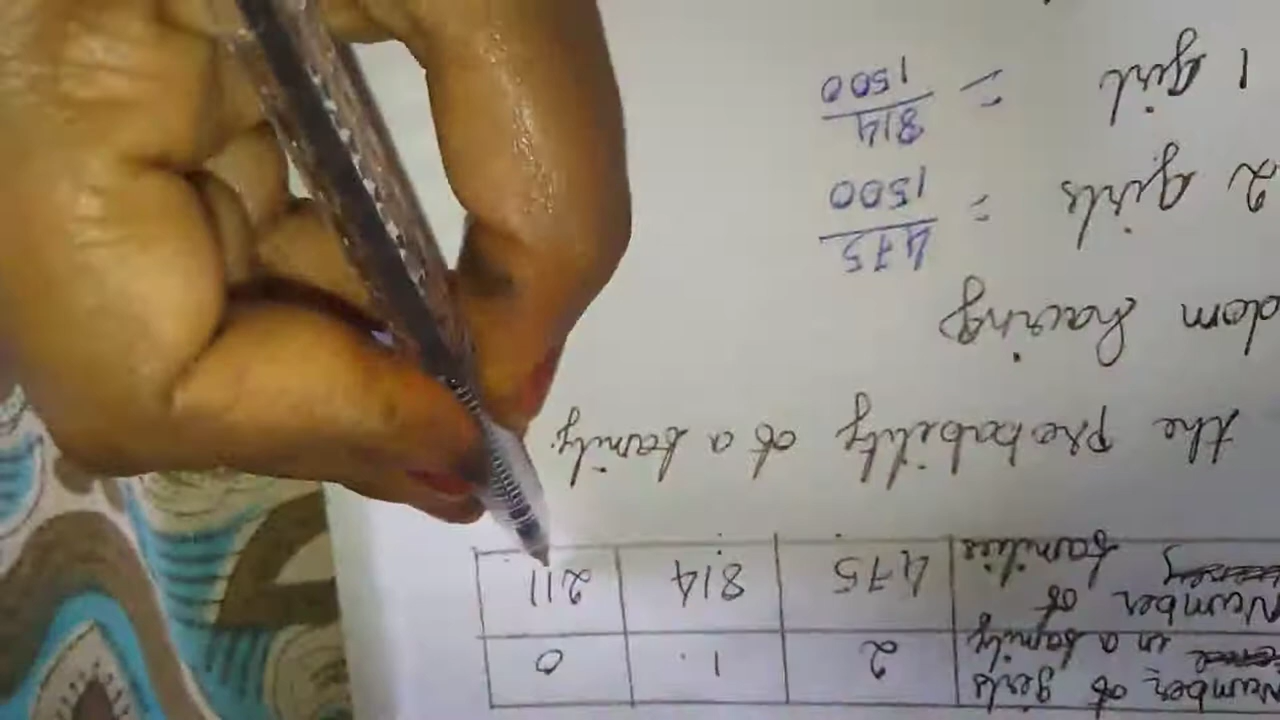 Number of girls
in a family 2 1 0
Number of
families 475 814 211
the Probability of a family.
dom having
2 girls = 475/1500
1 girl = 814/1500